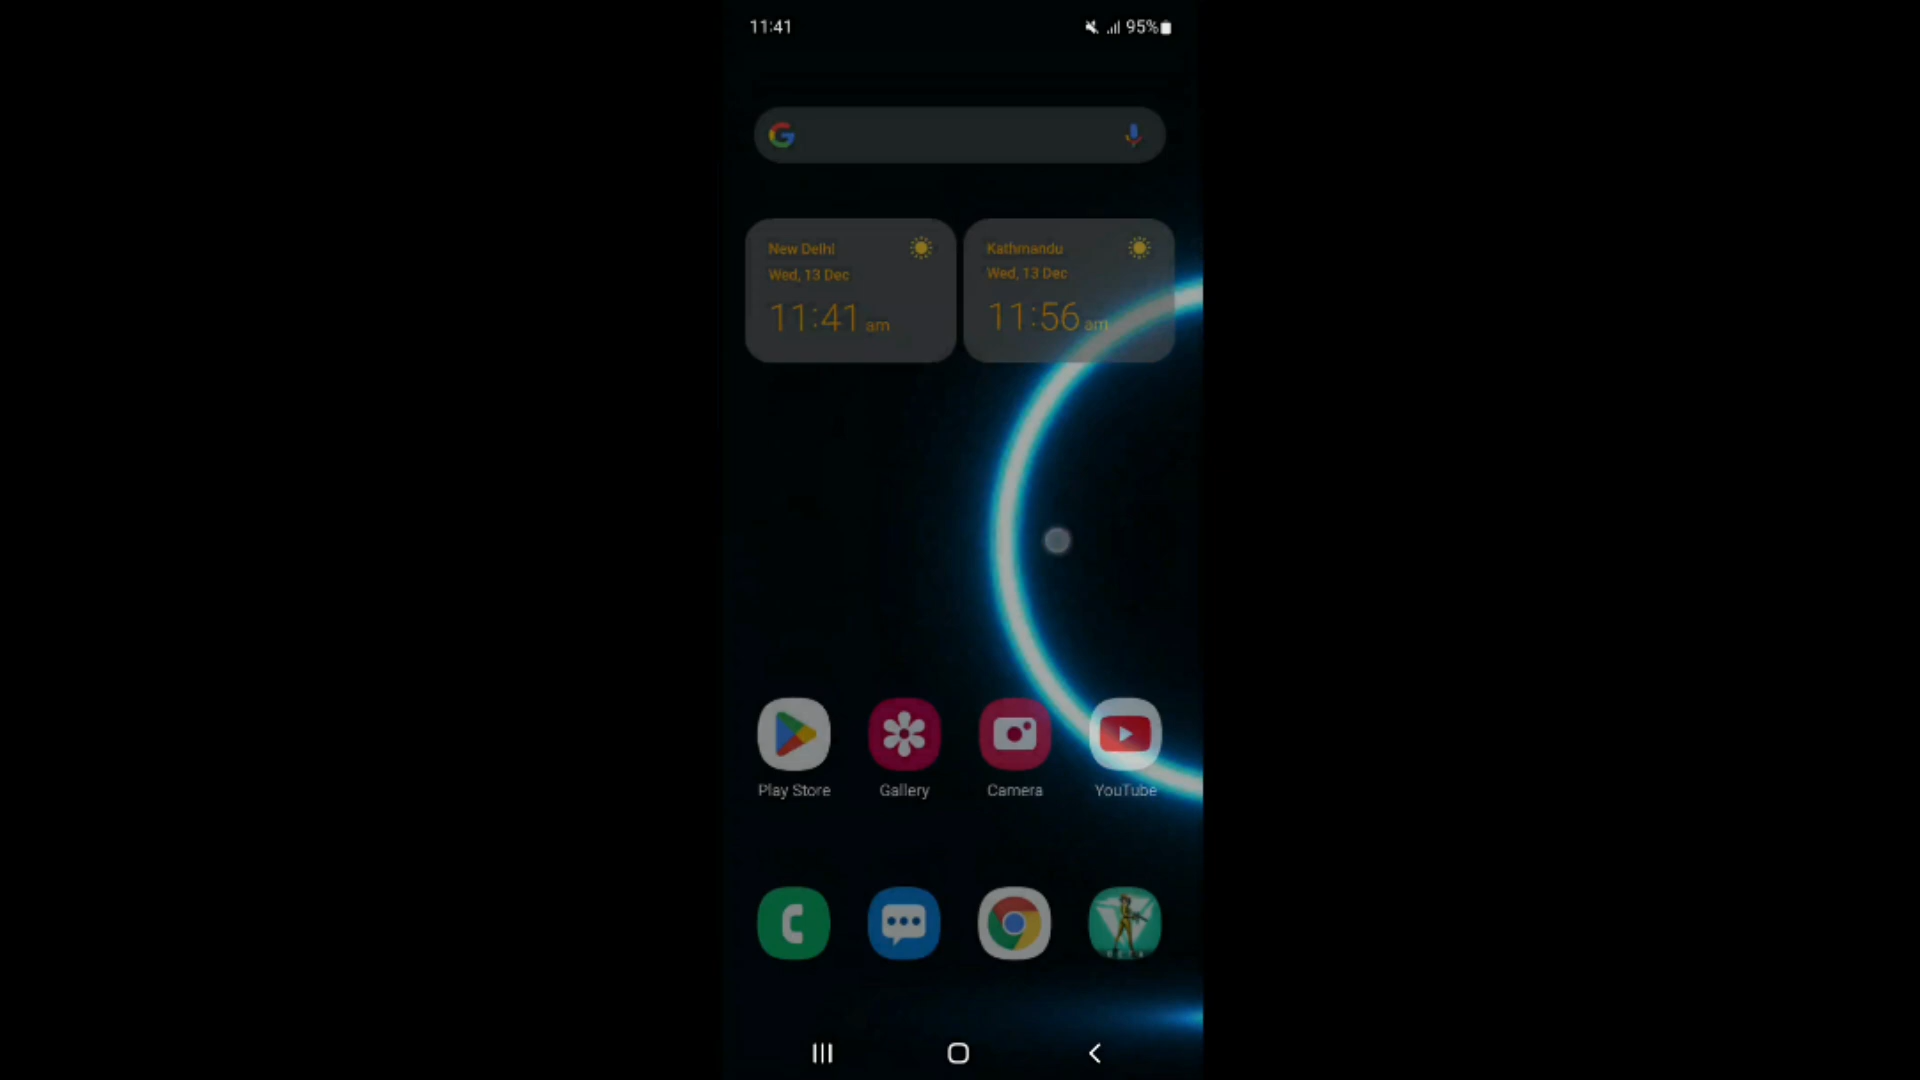 11:41
95%
New Delhi
Wed, 13 Dec
11:41 am
Kathmandu
Wed, 13 Dec
11:56 am
Play Store
Gallery
Camera
YouTube